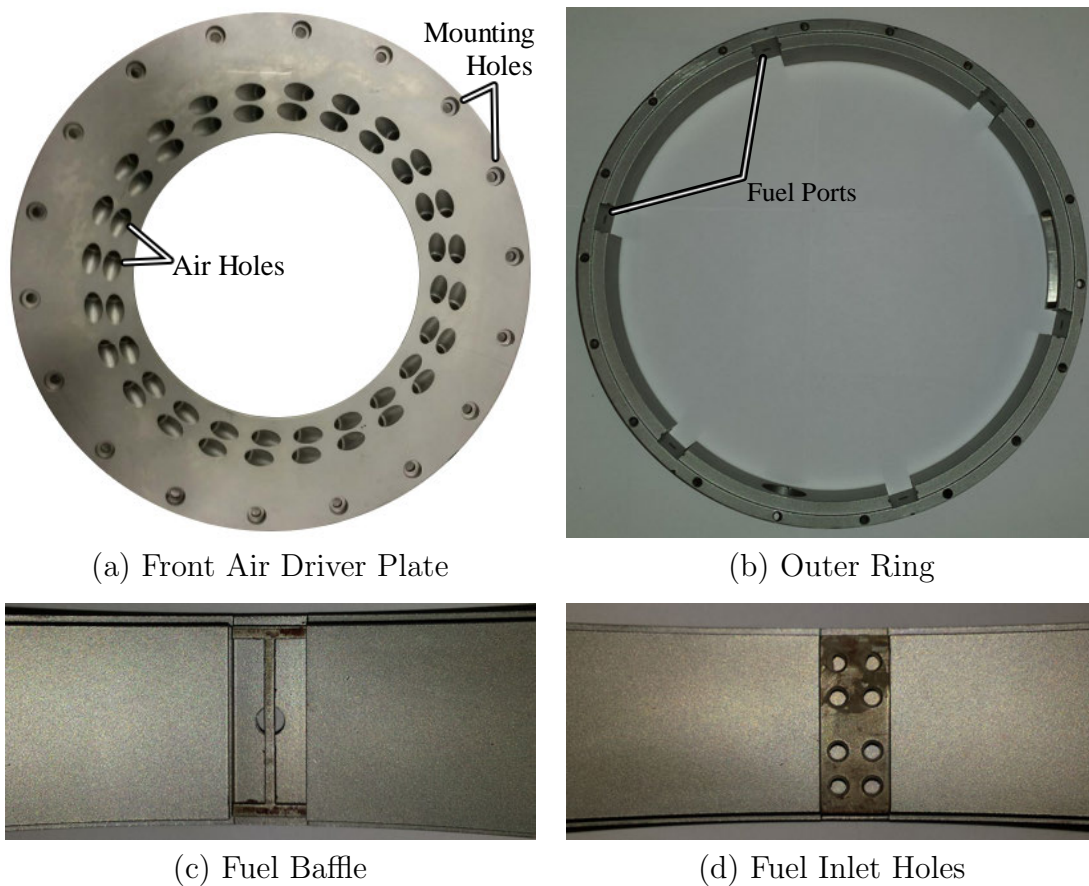 Mounting
Holes
Air Holes
Fuel Ports
(a) Front Air Driver Plate
(b) Outer Ring
(c) Fuel Baffle
(d) Fuel Inlet Holes